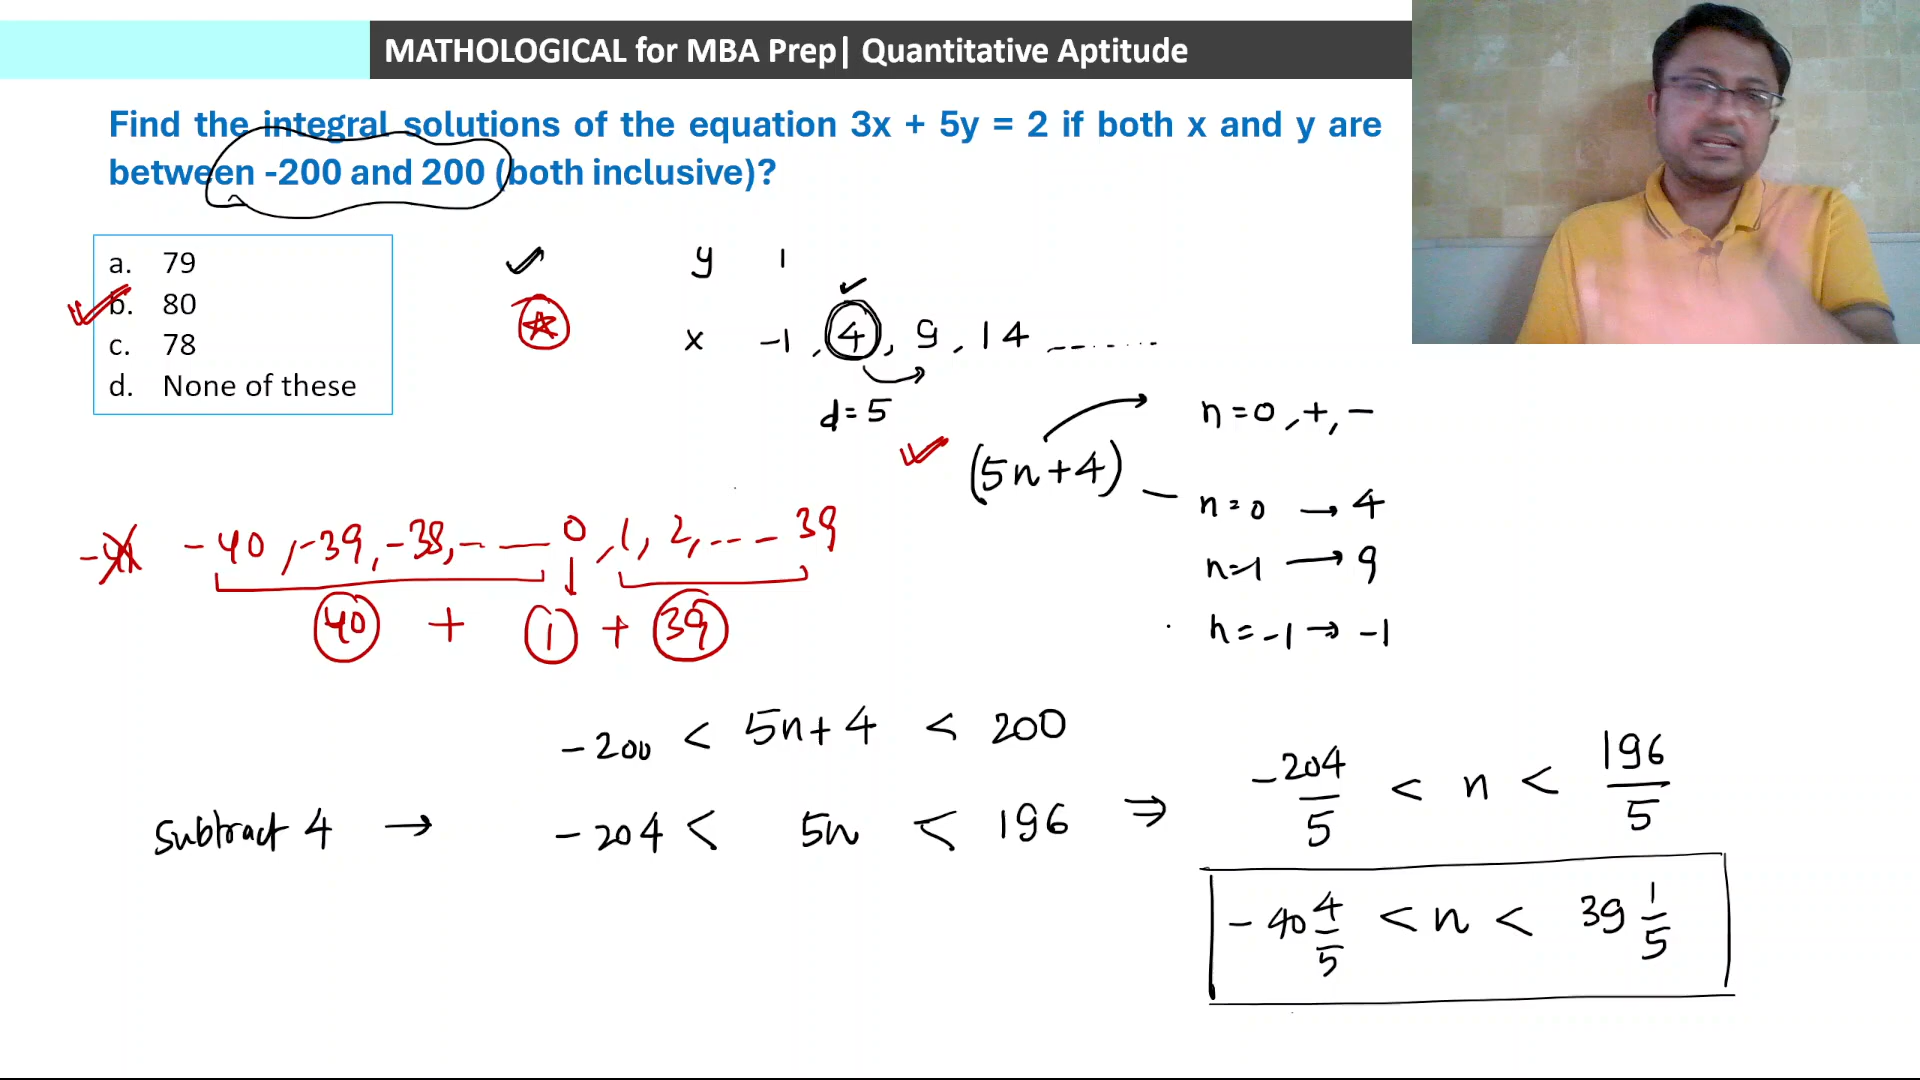 MATHOLOGICAL for MBA Prep| Quantitative Aptitude
Find the integral solutions of the equation 3x + 5y = 2 if both x and y are
between -200 and 200 (both inclusive)?
a. 79
b. 80
c. 78
d. None of these
y 1
x -1, 4, 9, 14 ........
d = 5
(5n+4)
n = 0, +, -
n = 0 → 4
n = 1 → 9
n = -1 → -1
-41 -40, -39, -38, - — 0, 1, 2, ... - 39
40 + 1 + 39
-200 < 5n + 4 < 200
Subtract 4 → -204 < 5n < 196 ⇒ -204/5 < n < 196/5
-40 4/5 < n < 39 1/5